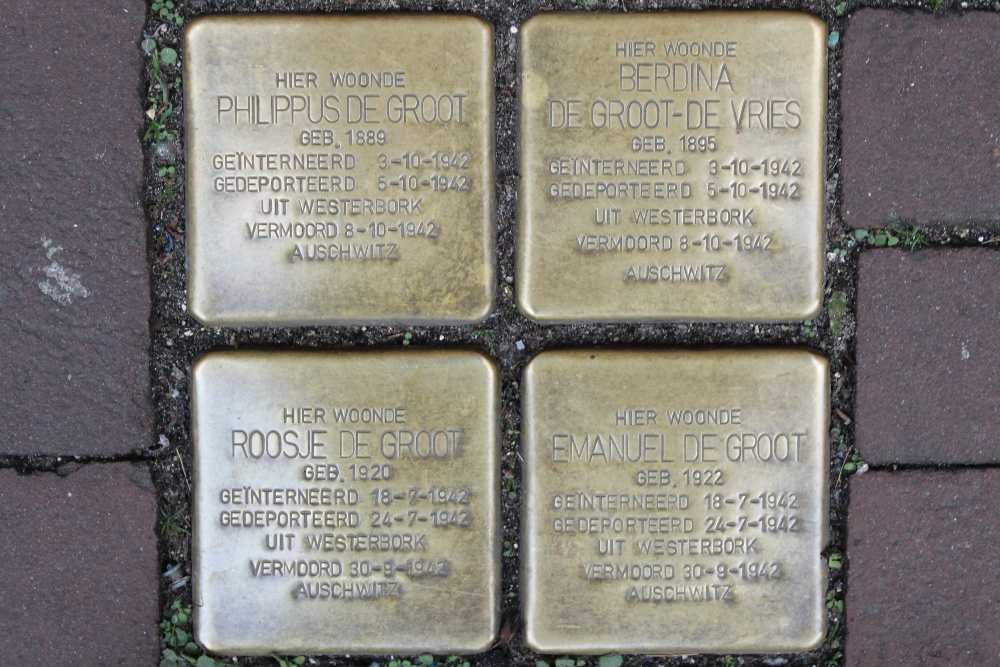 HIER WOONDE
PHILIPPUS DE GROOT
GEB. 1889
GEÏNTERNEERD 3-10-1942
GEDEPORTEERD 5-10-1942
UIT WESTERBORK
VERMOORD 8-10-1942
AUSCHWITZ
HIER WOONDE
BERDINA
DE GROOT-DE VRIES
GEB. 1895
GEÏNTERNEERD 3-10-1942
GEDEPORTEERD 5-10-1942
UIT WESTERBORK
VERMOORD 8-10-1942
AUSCHWITZ
HIER WOONDE
ROOSJE DE GROOT
GEB. 1920
GEÏNTERNEERD 18-7-1942
GEDEPORTEERD 24-7-1942
UIT WESTERBORK
VERMOORD 30-9-1942
AUSCHWITZ
HIER WOONDE
EMANUEL DE GROOT
GEB. 1922
GEÏNTERNEERD 18-7-1942
GEDEPORTEERD 24-7-1942
UIT WESTERBORK
VERMOORD 30-9-1942
AUSCHWITZ